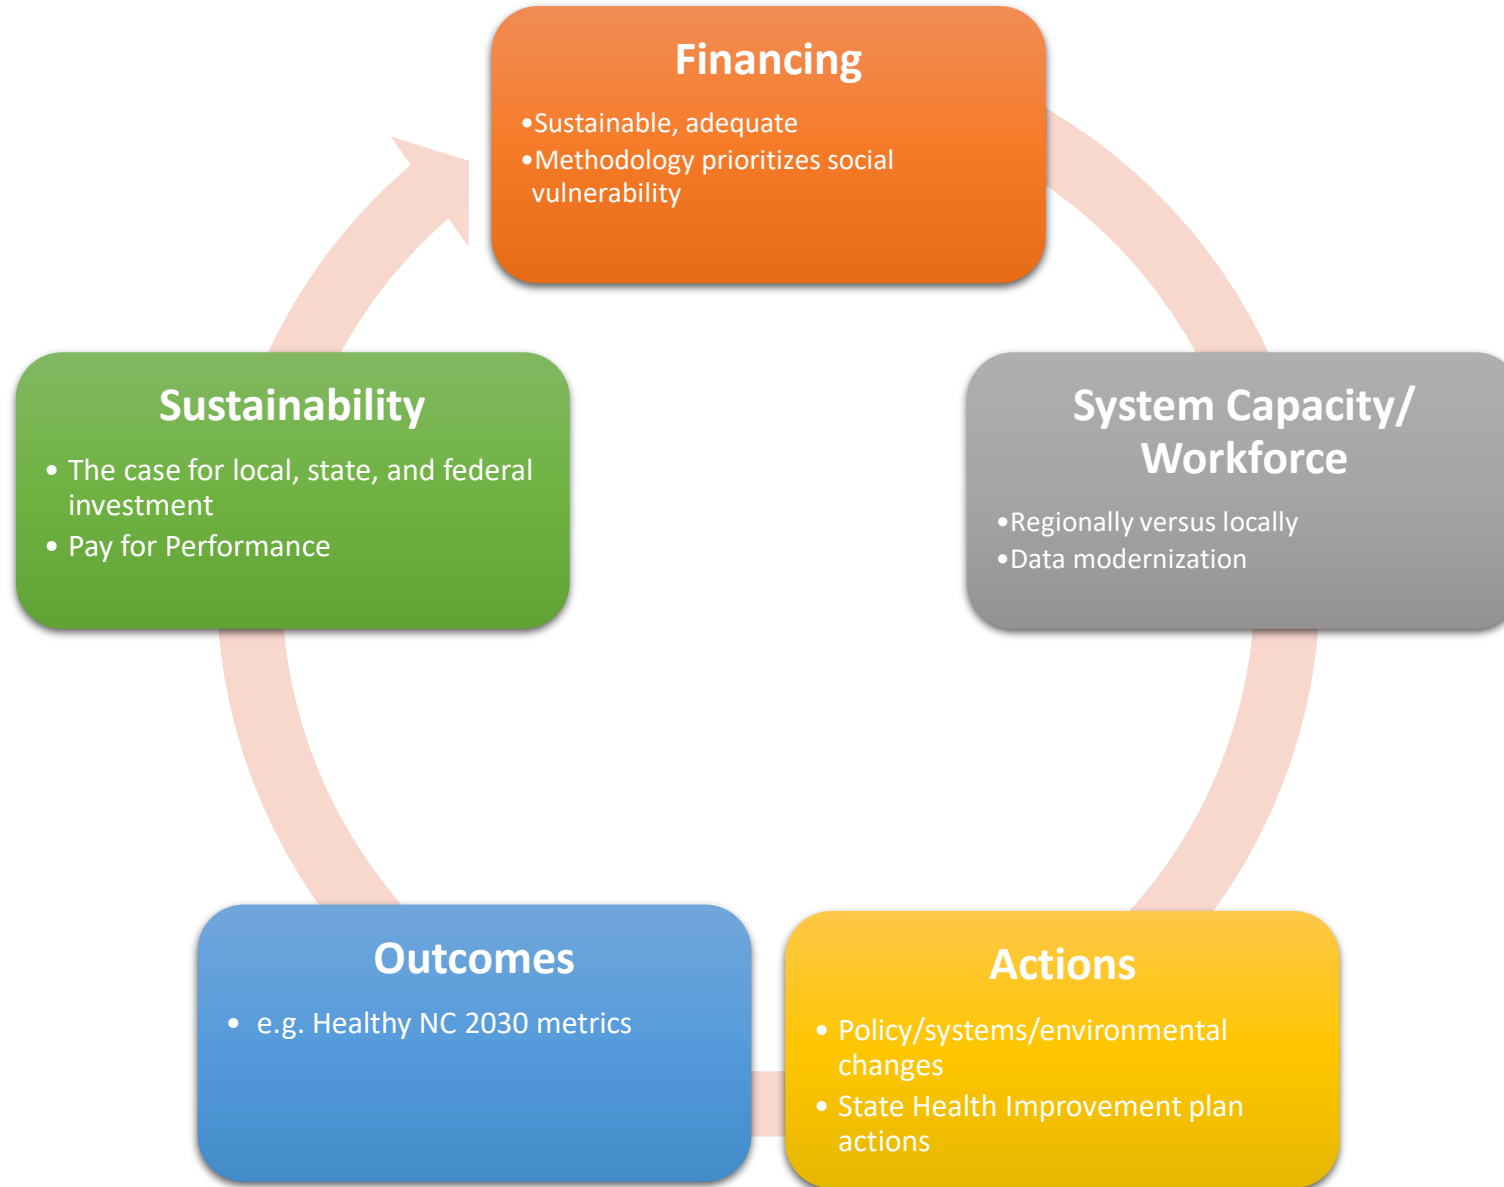 Financing
•Sustainable, adequate
•Methodology prioritizes social
vulnerability
System Capacity/
Workforce
•Regionally versus locally
•Data modernization
Actions
• Policy/systems/environmental
changes
• State Health Improvement plan
actions
Outcomes
• e.g. Healthy NC 2030 metrics
Sustainability
• The case for local, state, and federal
investment
• Pay for Performance